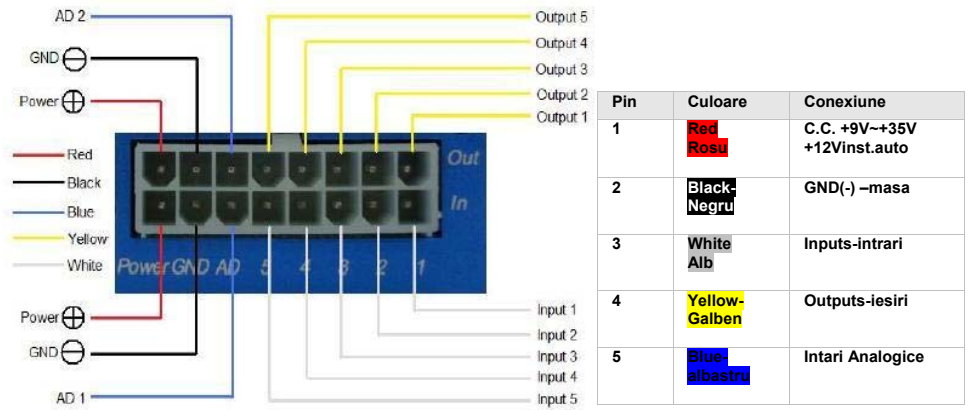 AD 2
GND
Power
Red
Black
Blue
Yellow
White
Power
GND
AD 1
Output 5
Output 4
Output 3
Output 2
Output 1
Out
In
Power GND AD 5 4 3 2 1
Input 1
Input 2
Input 3
Input 4
Input 5
Pin Culoare Conexiune
1 Red C.C. +9V~+35V
Rosu +12Vinst.auto
2 Black- GND(-) –masa
Negru
3 White Inputs-intrari
Alb
4 Yellow- Outputs-iesiri
Galben
5 Blue- Intari Analogice
albastru